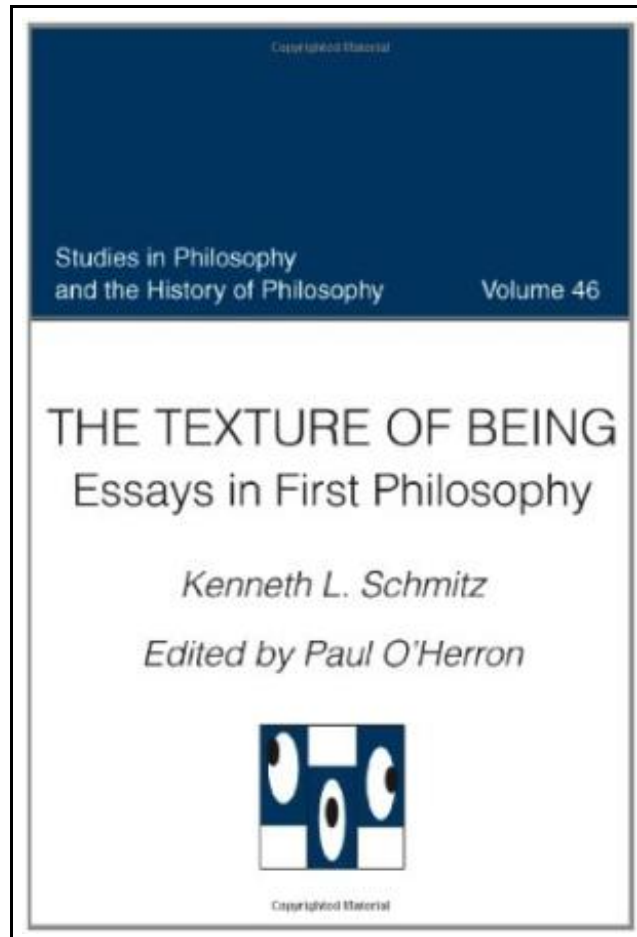 Copyrighted Material
Studies in Philosophy
and the History of Philosophy Volume 46
THE TEXTURE OF BEING
Essays in First Philosophy
Kenneth L. Schmitz
Edited by Paul O'Herron
Copyrighted Material